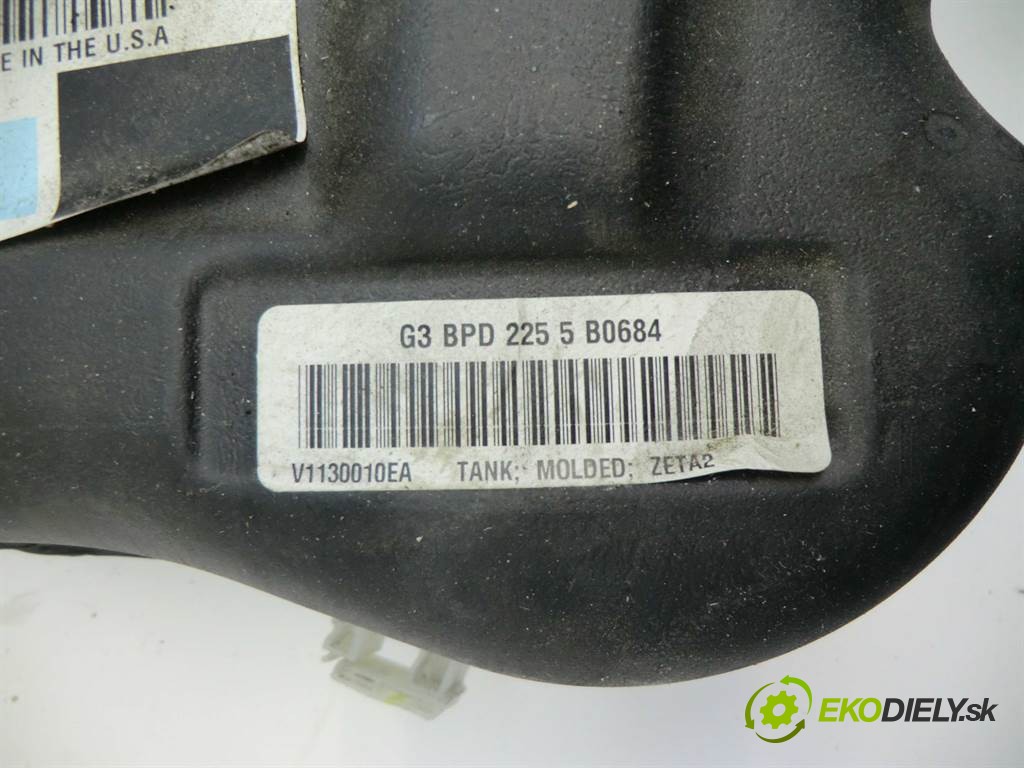 E IN THE U.S.A
G3 BPD 225 5 B0684
V1130010EA TANK; MOLDED; ZETA2
EKODIELY.sk